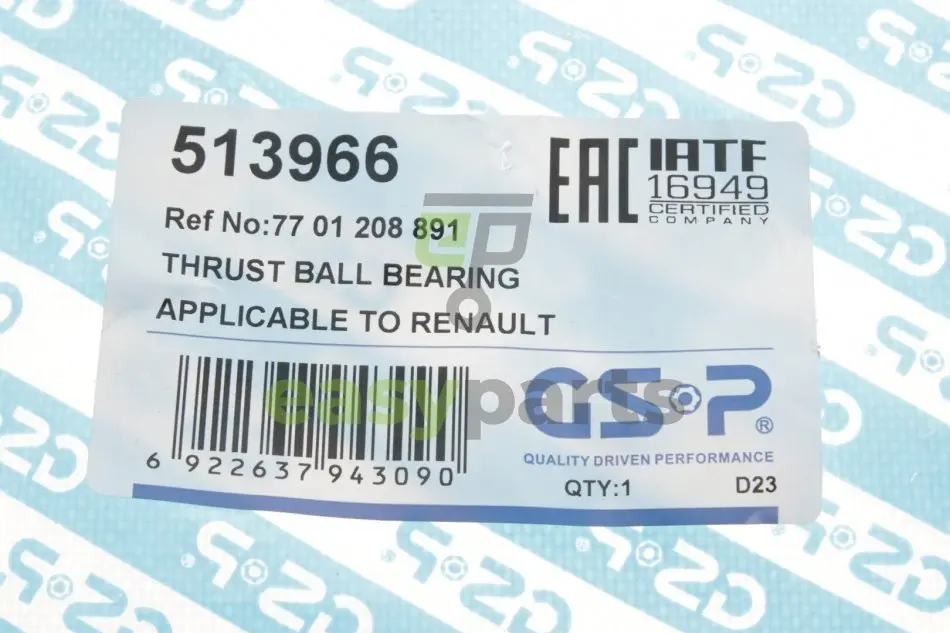 513966
EAC
IATF
16949
CERTIFIED
COMPANY
Ref No:77 01 208 891
THRUST BALL BEARING
APPLICABLE TO RENAULT
easyparts
GSP®
QUALITY DRIVEN PERFORMANCE
6 922637 943090
QTY:1
D23